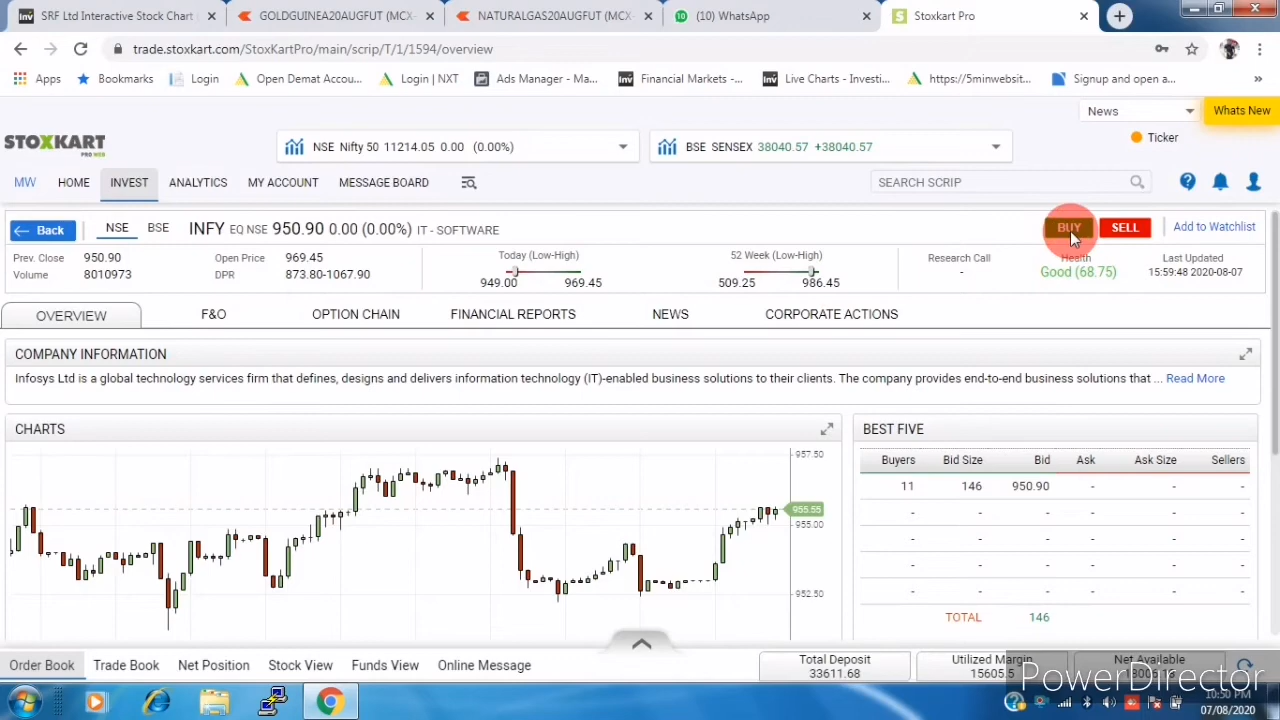 SRF Ltd Interactive Stock Chart
GOLDGUINEA20AUGFUT (MCX-
NATURALGAS20AUGFUT (MCX-
(10) WhatsApp
Stoxkart Pro
trade.stoxkart.com/StoxKartPro/main/scrip/T/1/1594/overview
Apps Bookmarks Login Open Demat Accou... Login | NXT Ads Manager - Ma... Financial Markets -... Live Charts - Investi... https://5minwebsit... Signup and open a... »
News
Whats New
STOXKART
PRO WEB
NSE Nifty 50 11214.05 0.00 (0.00%)
BSE SENSEX 38040.57 +38040.57
Ticker
MW HOME INVEST ANALYTICS MY ACCOUNT MESSAGE BOARD
SEARCH SCRIP
Back
NSE BSE
INFY EQ NSE 950.90 0.00 (0.00%) IT - SOFTWARE
BUY SELL Add to Watchlist
Prev. Close 950.90 Open Price 969.45
Volume 8010973 DPR 873.80-1067.90
Today (Low-High)
949.00 969.45
52 Week (Low-High)
509.25 986.45
Research Call
-
Health
Good (68.75)
Last Updated
15:59:48 2020-08-07
OVERVIEW F&O OPTION CHAIN FINANCIAL REPORTS NEWS CORPORATE ACTIONS
COMPANY INFORMATION
Infosys Ltd is a global technology services firm that defines, designs and delivers information technology (IT)-enabled business solutions to their clients. The company provides end-to-end business solutions that ... Read More
CHARTS
957.50
955.55
955.00
952.50
BEST FIVE
Buyers Bid Size Bid Ask Ask Size Sellers
11 146 950.90 - - -
- - - - - -
- - - - - -
- - - - - -
- - - - - -
TOTAL 146
Order Book Trade Book Net Position Stock View Funds View Online Message
Total Deposit
33611.68
Utilized Margin
15605.5
Net Available
PowerDirector
10:50 PM
07/08/2020